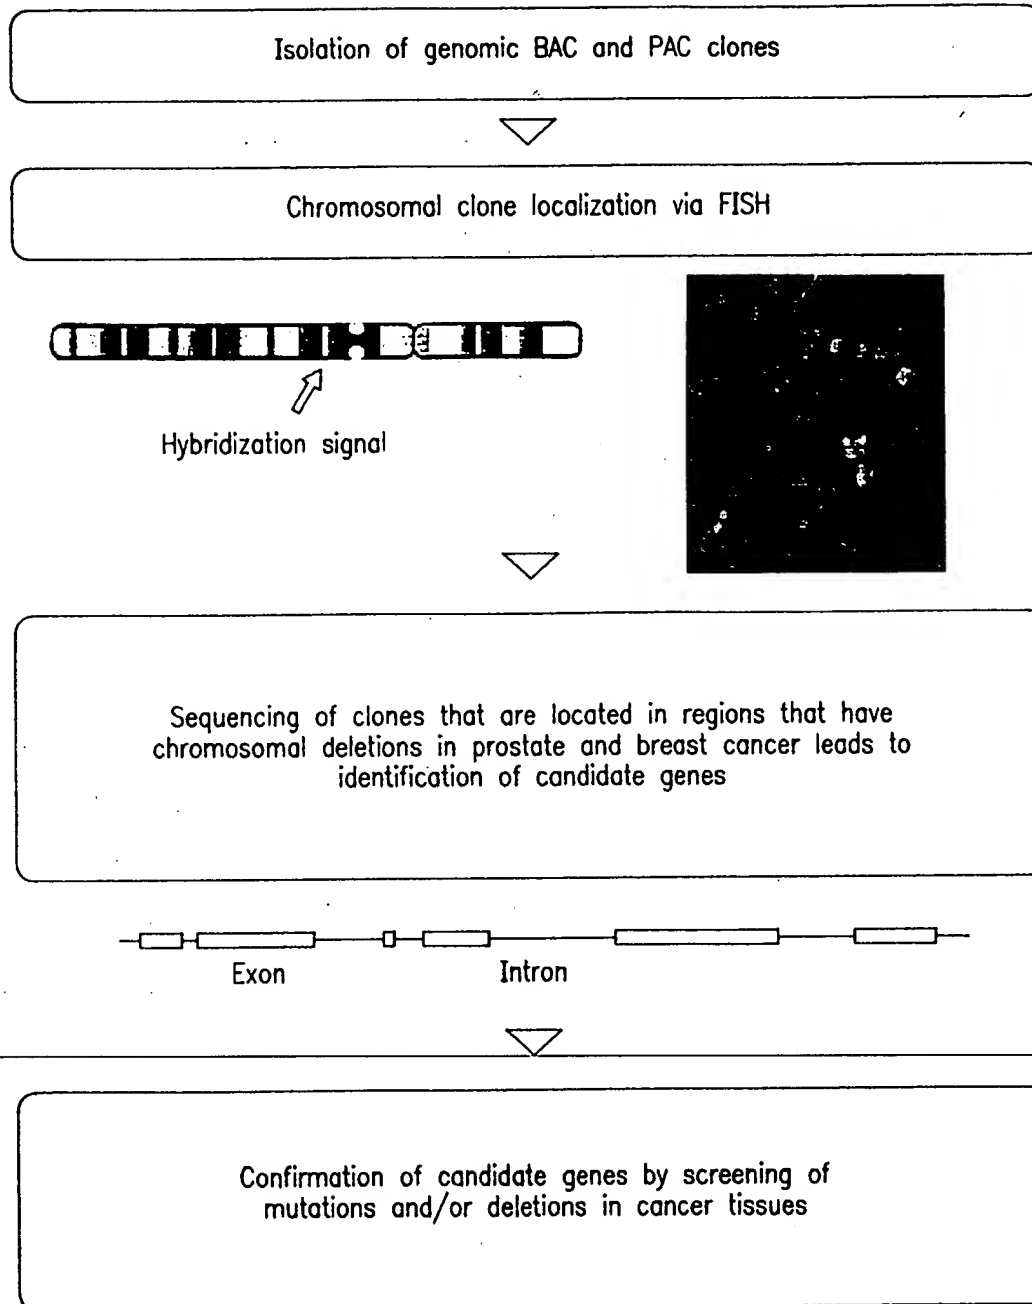 Isolation of genomic BAC and PAC clones
Chromosomal clone localization via FISH
Hybridization signal
Sequencing of clones that are located in regions that have
chromosomal deletions in prostate and breast cancer leads to
identification of candidate genes
Exon
Intron
Confirmation of candidate genes by screening of
mutations and/or deletions in cancer tissues